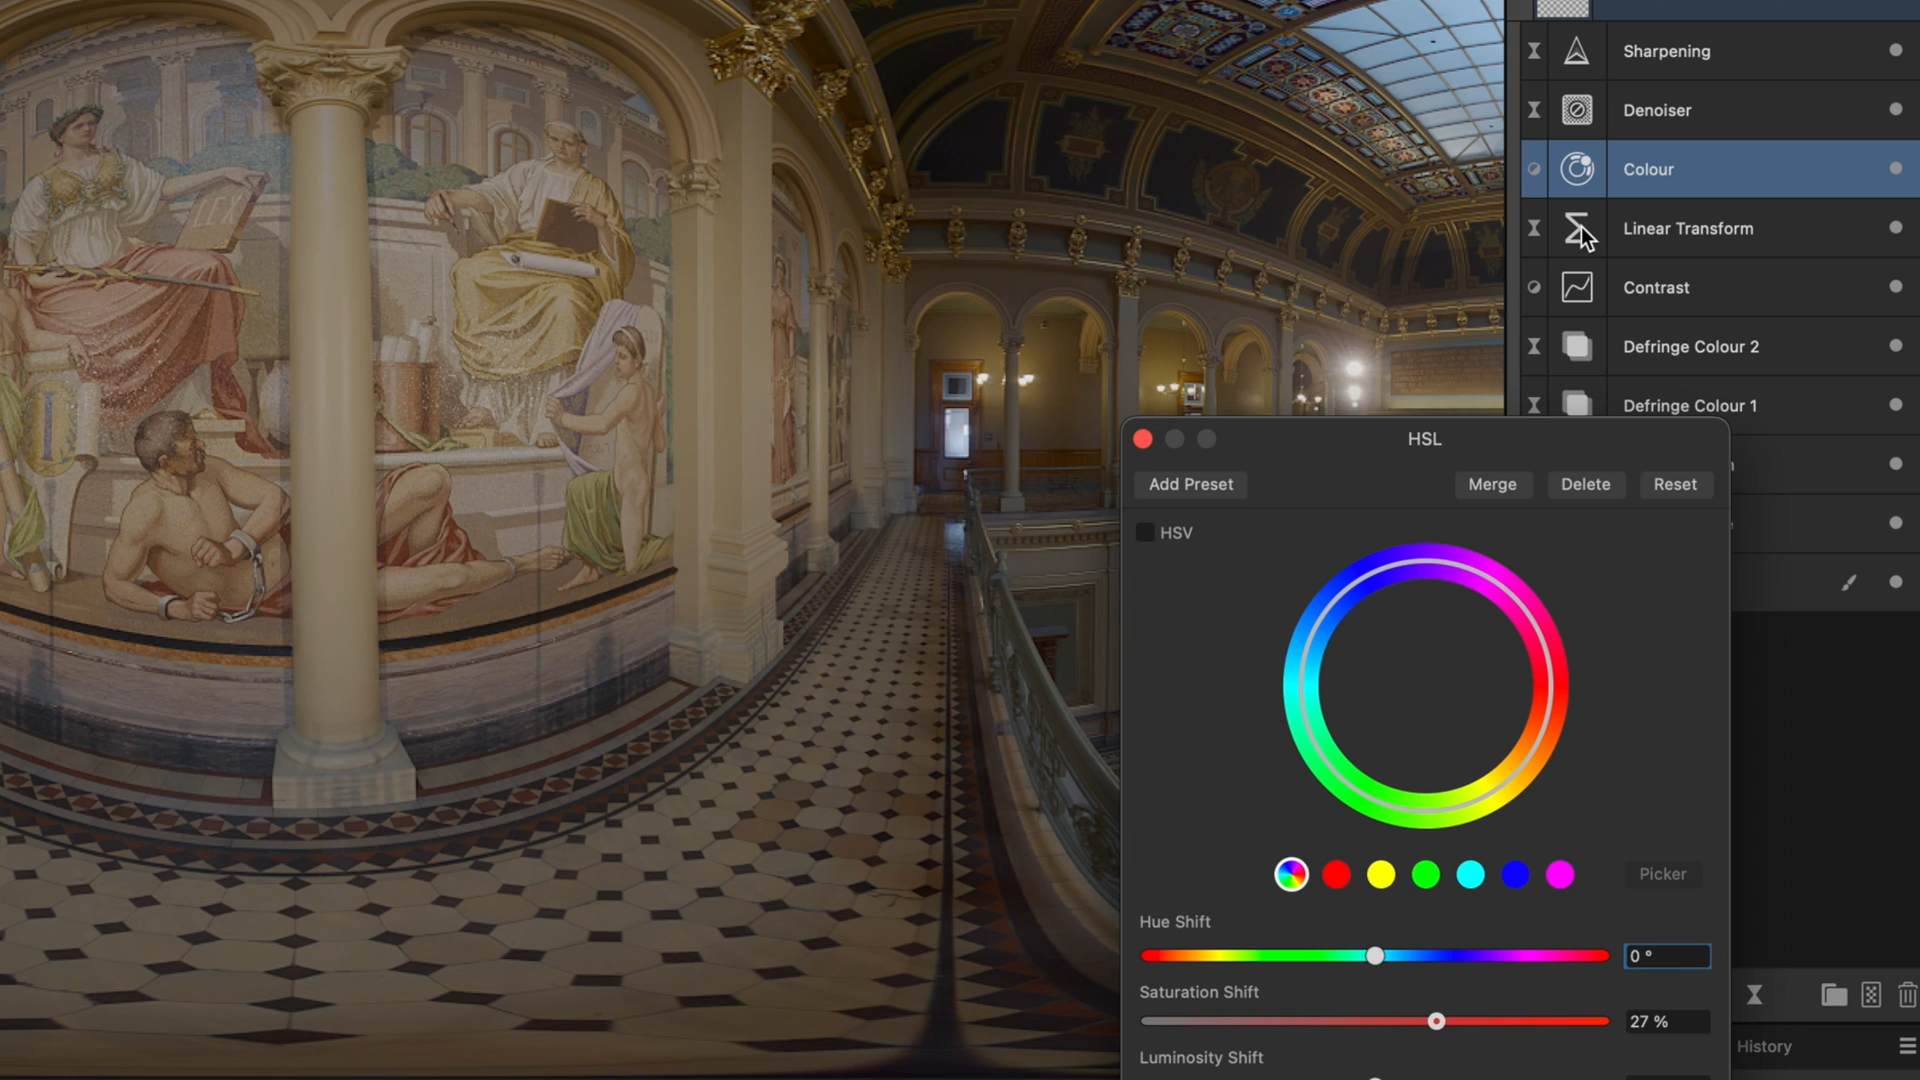 Sharpening
Denoiser
Colour
Linear Transform
Contrast
Defringe Colour 2
Defringe Colour 1
HSL
Add Preset
Merge
Delete
Reset
HSV
Picker
Hue Shift
0 °
Saturation Shift
27 %
Luminosity Shift
History
LEX